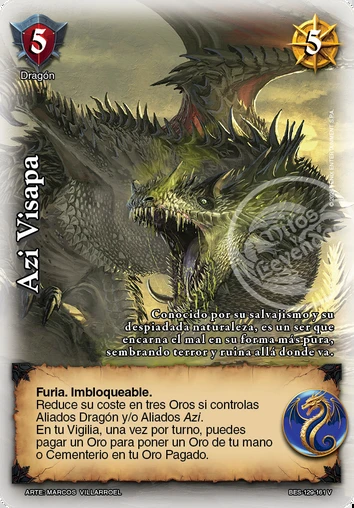 5
5
Dragón
Azi Visapa
Mitos
Leyendas
Conocido por su salvajismo y su
despiadada naturaleza, es un ser que
encarna el mal en su forma más pura,
sembrando terror y ruina allá donde va.
Furia. Imbloqueable.
Reduce su coste en tres Oros si controlas
Aliados Dragón y/o Aliados Azi.
En tu Vigilia, una vez por turno, puedes
pagar un Oro para poner un Oro de tu mano
o Cementerio en tu Oro Pagado.
ARTE: MARCOS VILLARROEL
BES-129-161 V